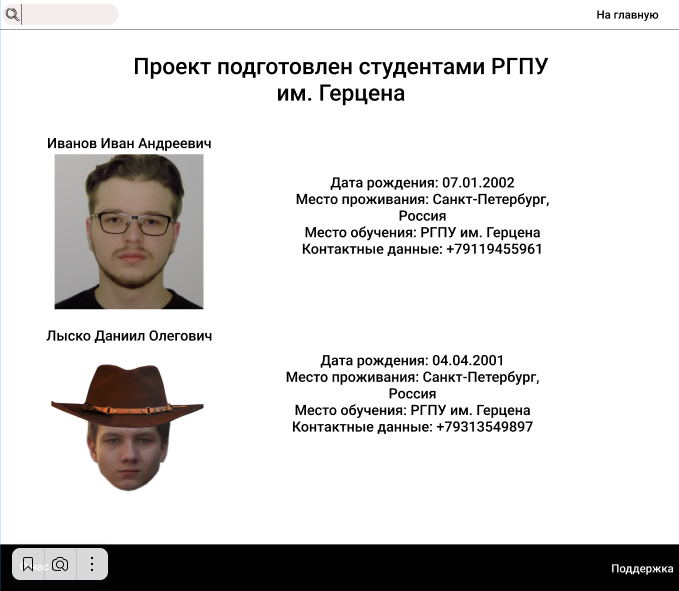 На главную
Проект подготовлен студентами РГПУ
им. Герцена
Иванов Иван Андреевич
Дата рождения: 07.01.2002
Место проживания: Санкт-Петербург,
Россия
Место обучения: РГПУ им. Герцена
Контактные данные: +79119455961
Лыско Даниил Олегович
Дата рождения: 04.04.2001
Место проживания: Санкт-Петербург,
Россия
Место обучения: РГПУ им. Герцена
Контактные данные: +79313549897
Поддержка